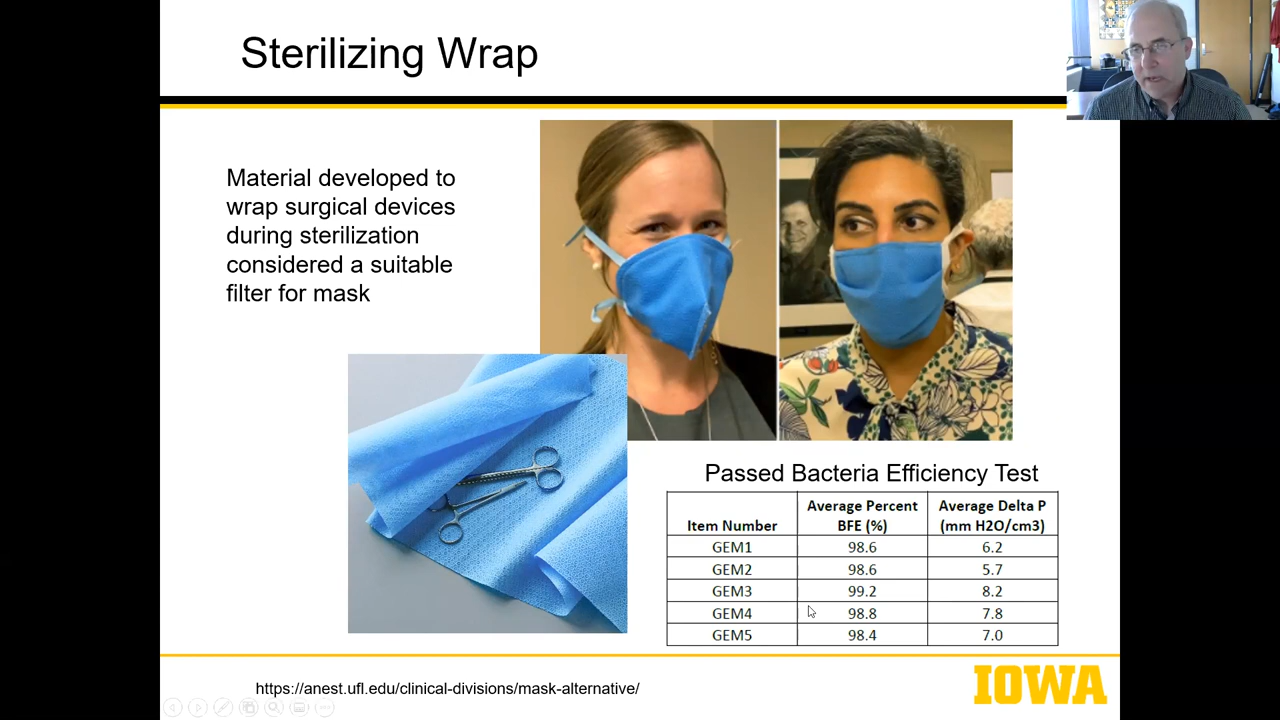 Sterilizing Wrap
Material developed to
wrap surgical devices
during sterilization
considered a suitable
filter for mask
Passed Bacteria Efficiency Test
Item Number | Average Percent BFE (%) | Average Delta P (mm H2O/cm3)
GEM1 98.6 6.2
GEM2 98.6 5.7
GEM3 99.2 8.2
GEM4 98.8 7.8
GEM5 98.4 7.0
https://anest.ufl.edu/clinical-divisions/mask-alternative/
IOWA